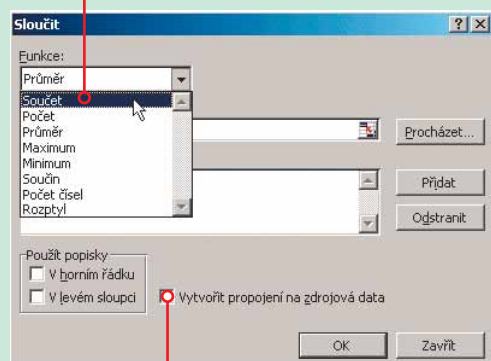 Sloučit
Funkce:
Průměr
Součet
Počet
Průměr
Maximum
Minimum
Součin
Počet čísel
Rozptyl
Procházet...
Přidat
Odstranit
Použít popisky
V horním řádku
V levém sloupci
Vytvořit propojení na zdrojová data
OK
Zavřít